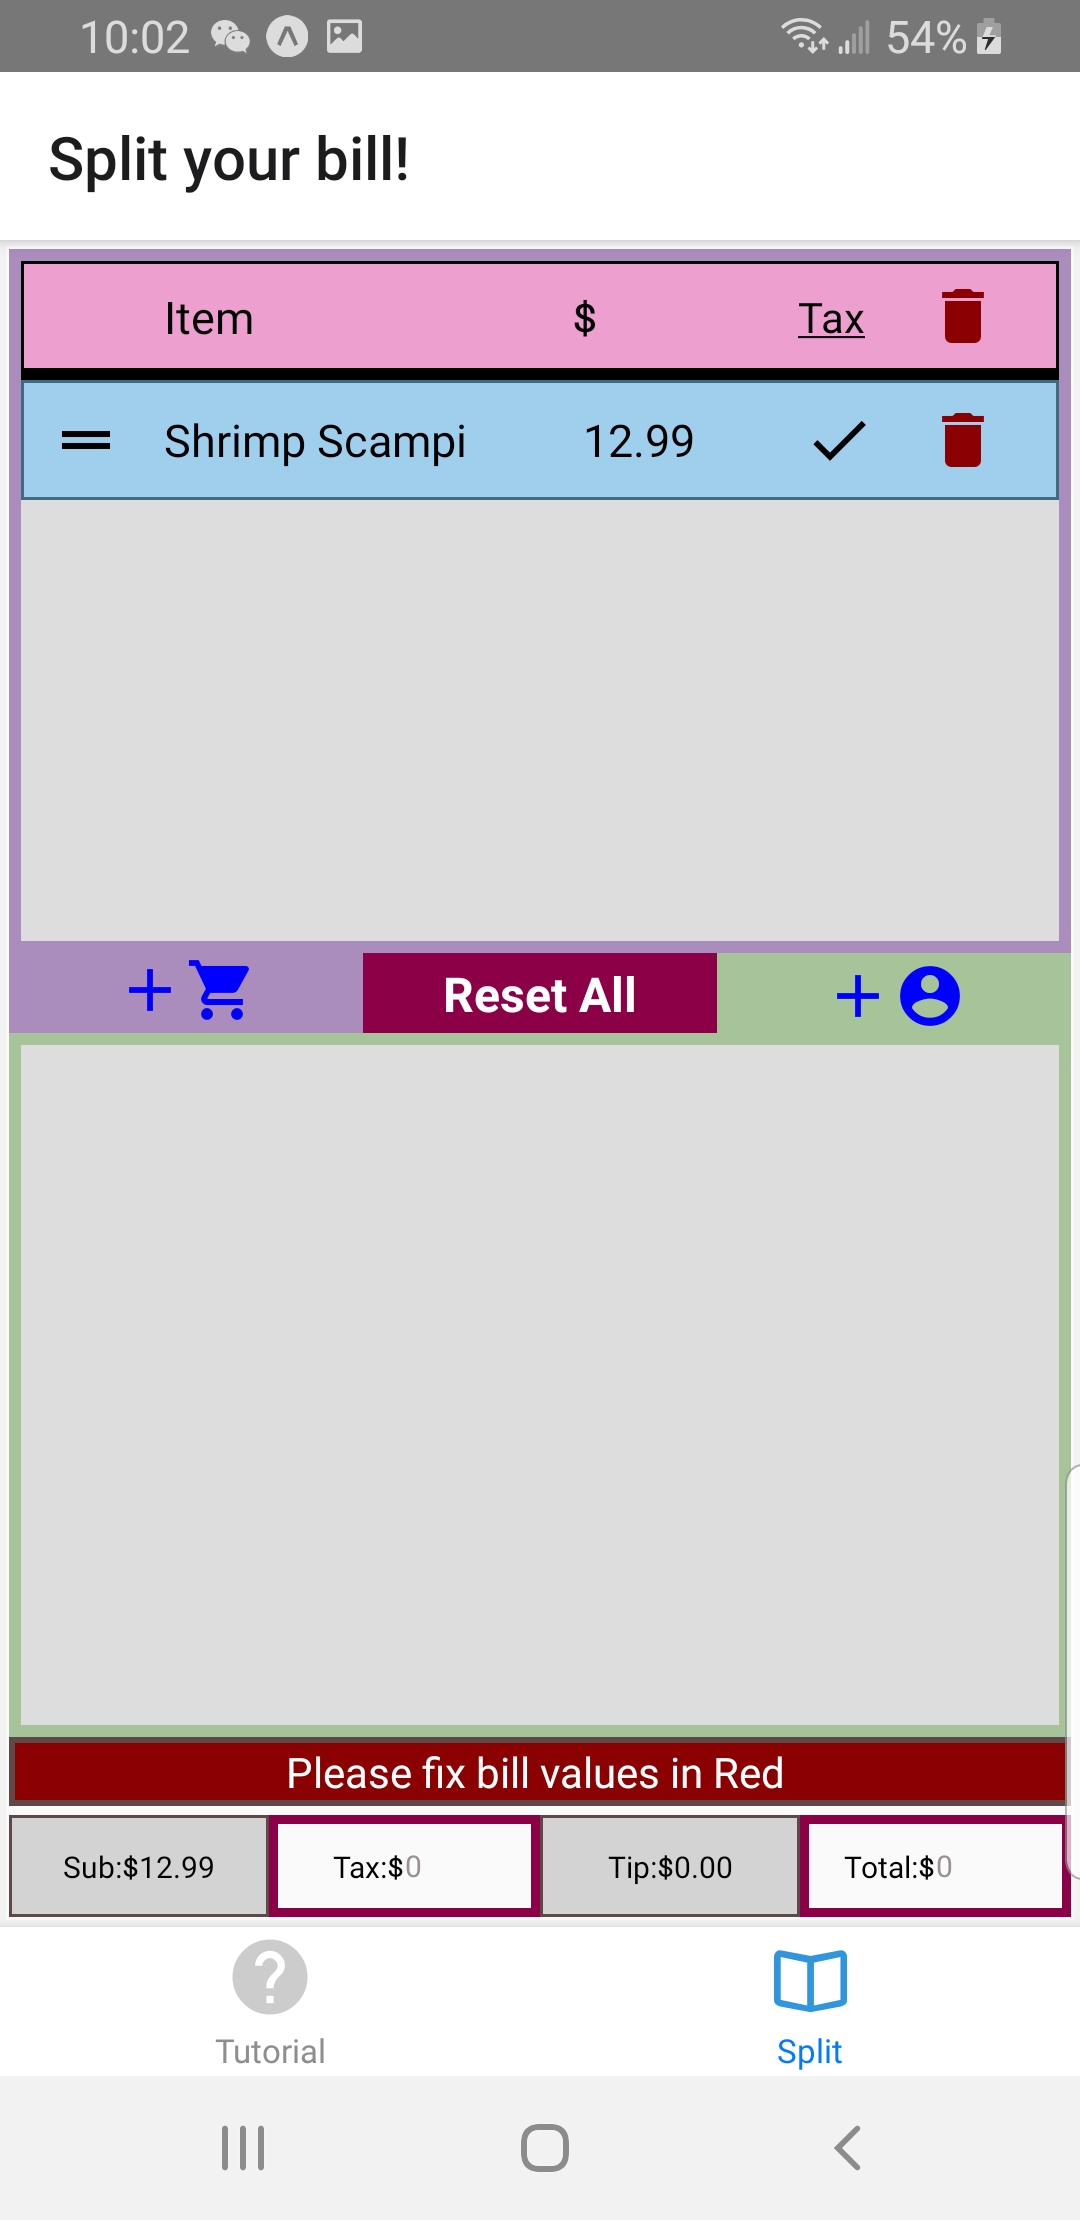 10:02 54%
Split your bill!
Item $ Tax
Shrimp Scampi 12.99
Reset All
Please fix bill values in Red
Sub:$12.99 Tax:$0 Tip:$0.00 Total:$0
Tutorial Split